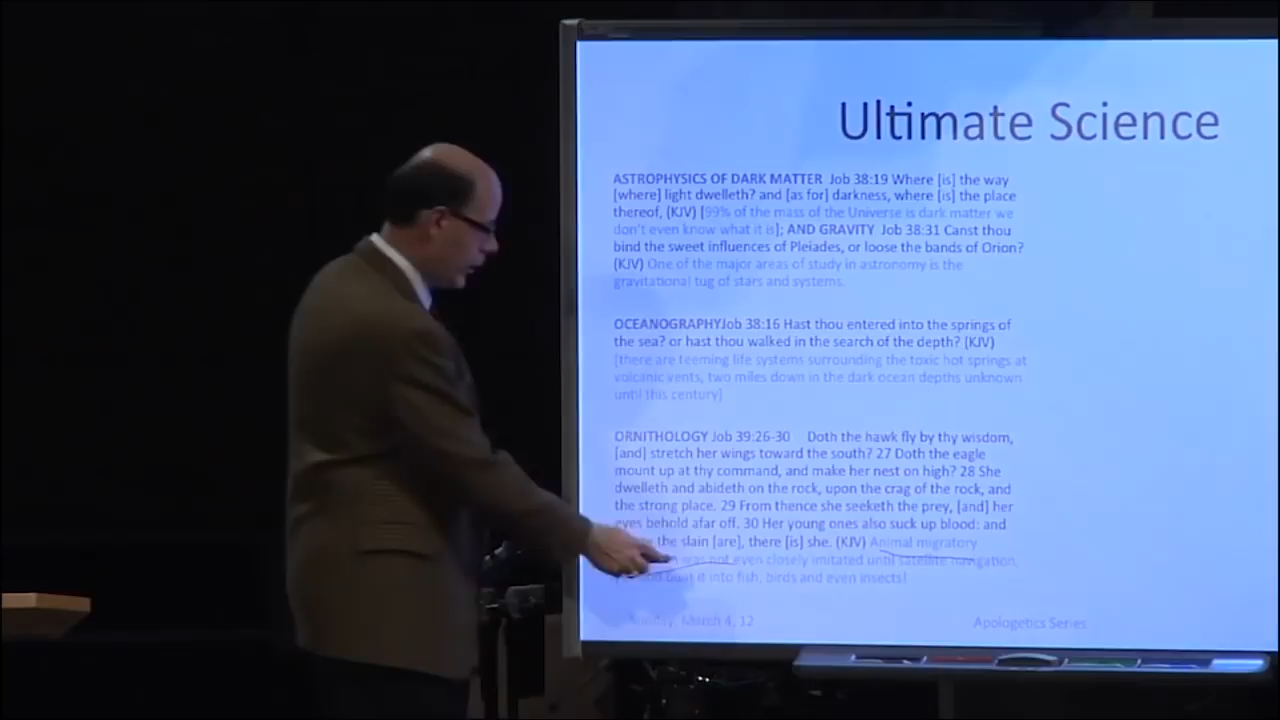 Ultimate Science
ASTROPHYSICS OF DARK MATTER Job 38:19 Where [is] the way
[where] light dwelleth? and [as for] darkness, where [is] the place
thereof, (KJV) [99% of the mass of the Universe is dark matter we
don't even know what it is]; AND GRAVITY Job 38:31 Canst thou
bind the sweet influences of Pleiades, or loose the bands of Orion?
(KJV) One of the major areas of study in astronomy is the
gravitational tug of stars and systems.
OCEANOGRAPHYJob 38:16 Hast thou entered into the springs of
the sea? or hast thou walked in the search of the depth? (KJV)
[there are teeming life systems surrounding the toxic hot springs at
volcanic vents, two miles down in the dark ocean depths unknown
until this century]
ORNITHOLOGY Job 39:26-30 Doth the hawk fly by thy wisdom,
[and] stretch her wings toward the south? 27 Doth the eagle
mount up at thy command, and make her nest on high? 28 She
dwelleth and abideth on the rock, upon the crag of the rock, and
the strong place. 29 From thence she seeketh the prey, [and] her
eyes behold afar off. 30 Her young ones also suck up blood: and
the slain [are], there [is] she. (KJV) Animal migratory
was not even closely imitated until satellite navigation,
built it into fish, birds and even insects!
March 4, 12
Apologetics Series